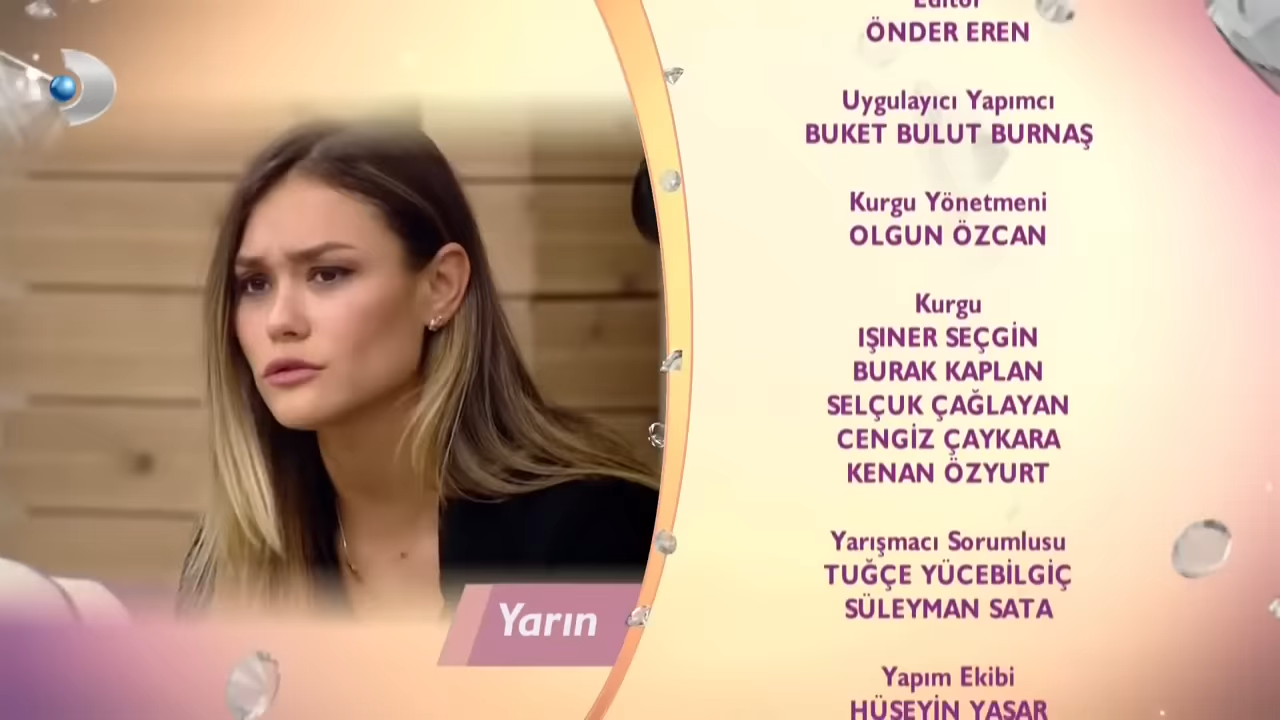 Editör
ÖNDER EREN
Uygulayıcı Yapımcı
BUKET BULUT BURNAŞ
Kurgu Yönetmeni
OLGUN ÖZCAN
Kurgu
IŞINER SEÇGİN
BURAK KAPLAN
SELÇUK ÇAĞLAYAN
CENGİZ ÇAYKARA
KENAN ÖZYURT
Yarışmacı Sorumlusu
TUĞÇE YÜCEBİLGİÇ
SÜLEYMAN SATA
Yapım Ekibi
HÜSEYİN YAŞAR
Yarın